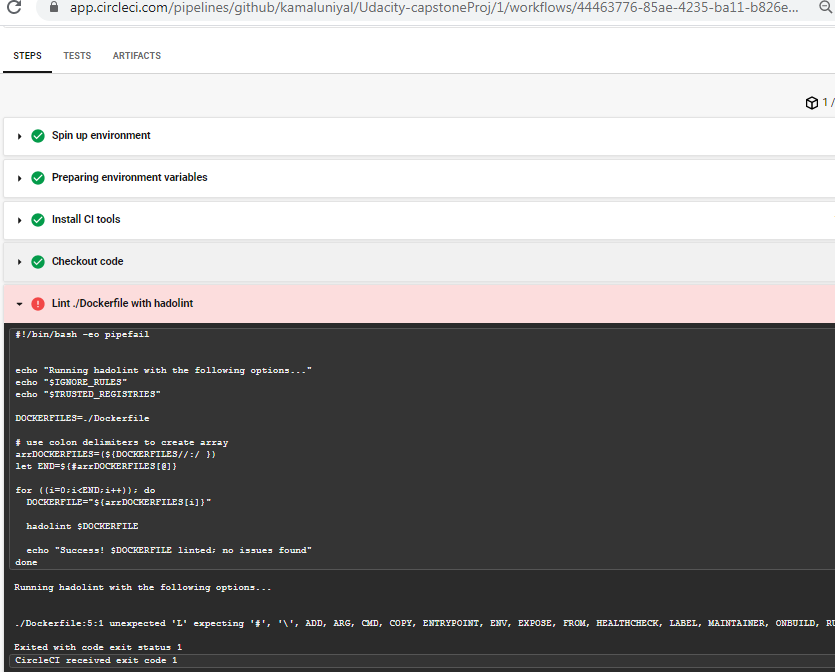 app.circleci.com/pipelines/github/kamaluniyal/Udacity-capstoneProj/1/workflows/44463776-85ae-4235-ba11-b826e...
STEPS TESTS ARTIFACTS
1 /
Spin up environment
Preparing environment variables
Install CI tools
Checkout code
Lint ./Dockerfile with hadolint
#!/bin/bash -eo pipefail
echo "Running hadolint with the following options..."
echo "$IGNORE_RULES"
echo "$TRUSTED_REGISTRIES"
DOCKERFILES=./Dockerfile
# use colon delimiters to create array
arrDOCKERFILES=(${DOCKERFILES//:/ })
let END=${#arrDOCKERFILES[@]}
for ((i=0;i<END;i++)); do
DOCKERFILE="${arrDOCKERFILES[i]}"
hadolint $DOCKERFILE
echo "Success! $DOCKERFILE linted; no issues found"
done
Running hadolint with the following options...
./Dockerfile:5:1 unexpected 'L' expecting '#', '\', ADD, ARG, CMD, COPY, ENTRYPOINT, ENV, EXPOSE, FROM, HEALTHCHECK, LABEL, MAINTAINER, ONBUILD, RU
Exited with code exit status 1
CircleCI received exit code 1